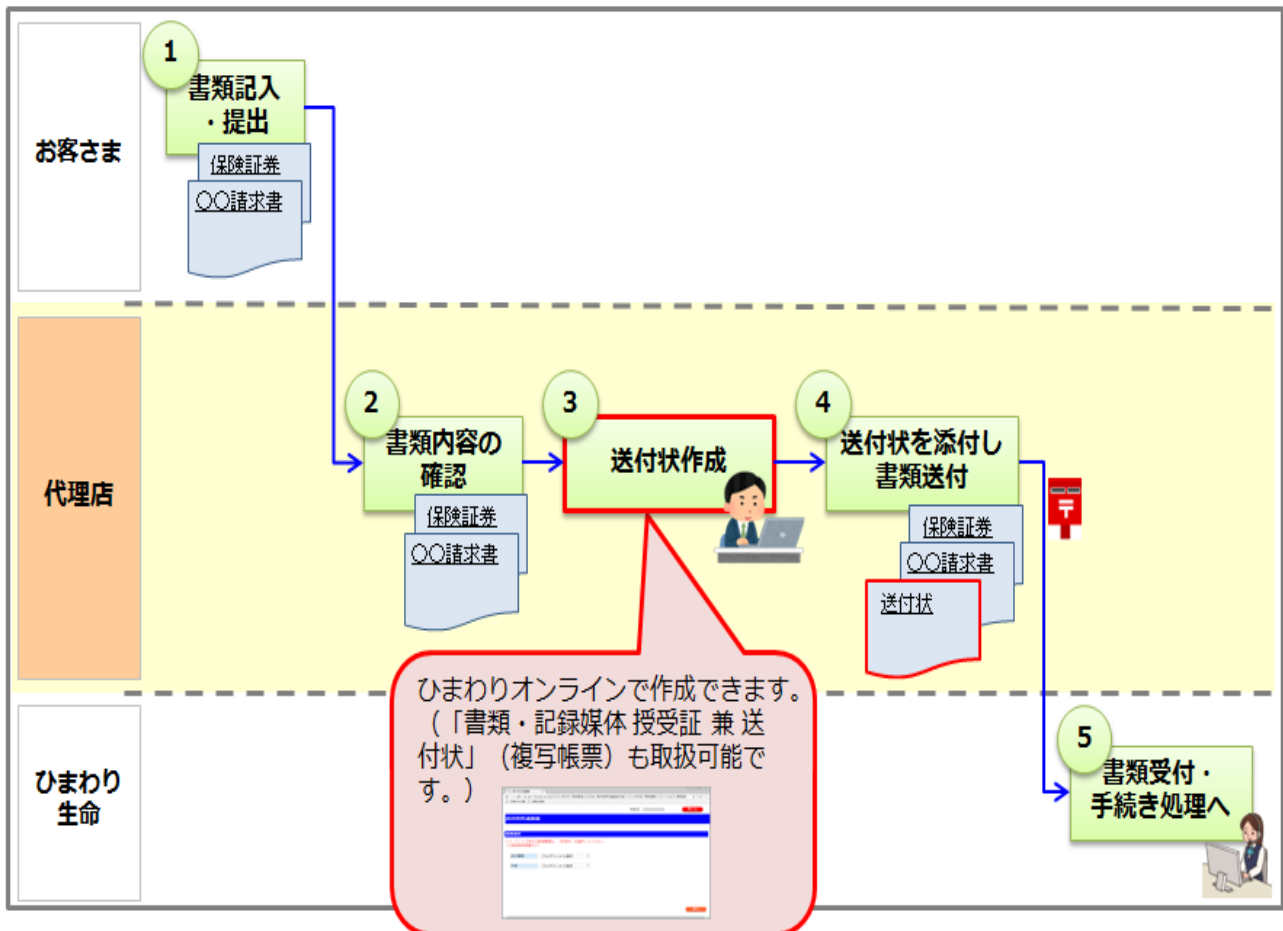 お客さま
1
書類記入
・提出
保険証券
〇〇請求書
代理店
2
書類内容の
確認
保険証券
〇〇請求書
3
送付状作成
4
送付状を添付し
書類送付
保険証券
〇〇請求書
送付状
ひまわりオンラインで作成できます。
(「書類・記録媒体 授受証 兼 送
付状」(複写帳票)も取扱可能で
す。)
ひまわり
生命
5
書類受付・
手続き処理へ